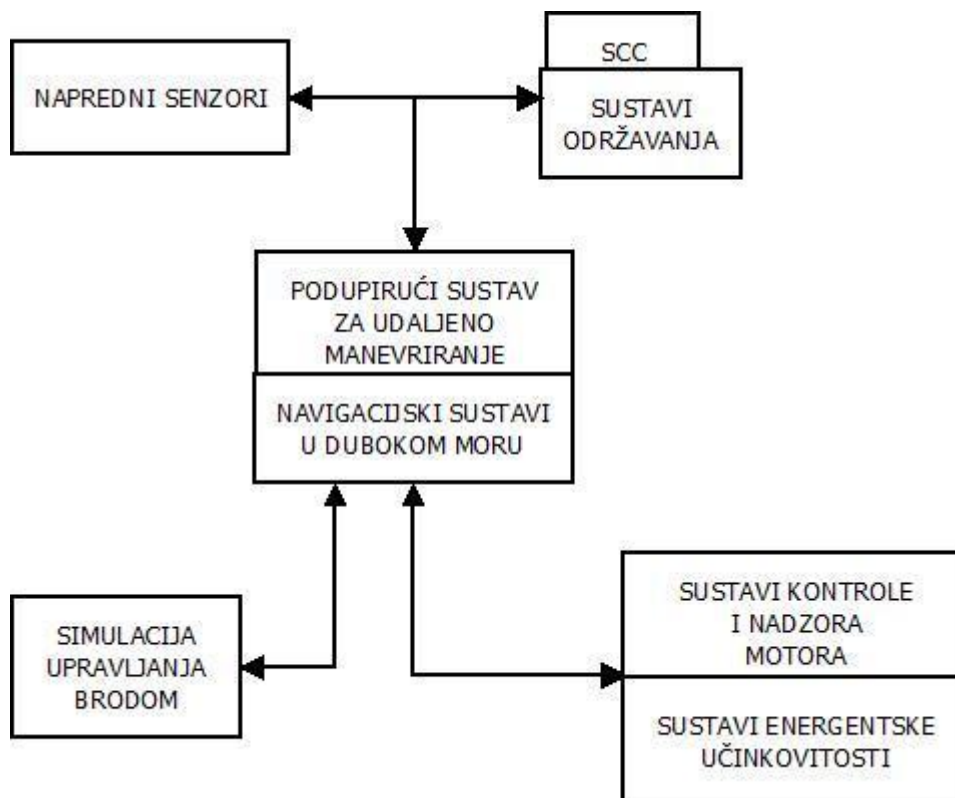 NAPREDNI SENZORI
SCC
SUSTAVI
ODRŽAVANJA
PODUPIRUĆI SUSTAV
ZA UDALJENO
MANEVRIRANJE
NAVIGACIJSKI SUSTAVI
U DUBOKOM MORU
SIMULACIJA
UPRAVLJANJA
BRODOM
SUSTAVI KONTROLE
I NADZORA
MOTORA
SUSTAVI ENERGENTSKE
UČINKOVITOSTI